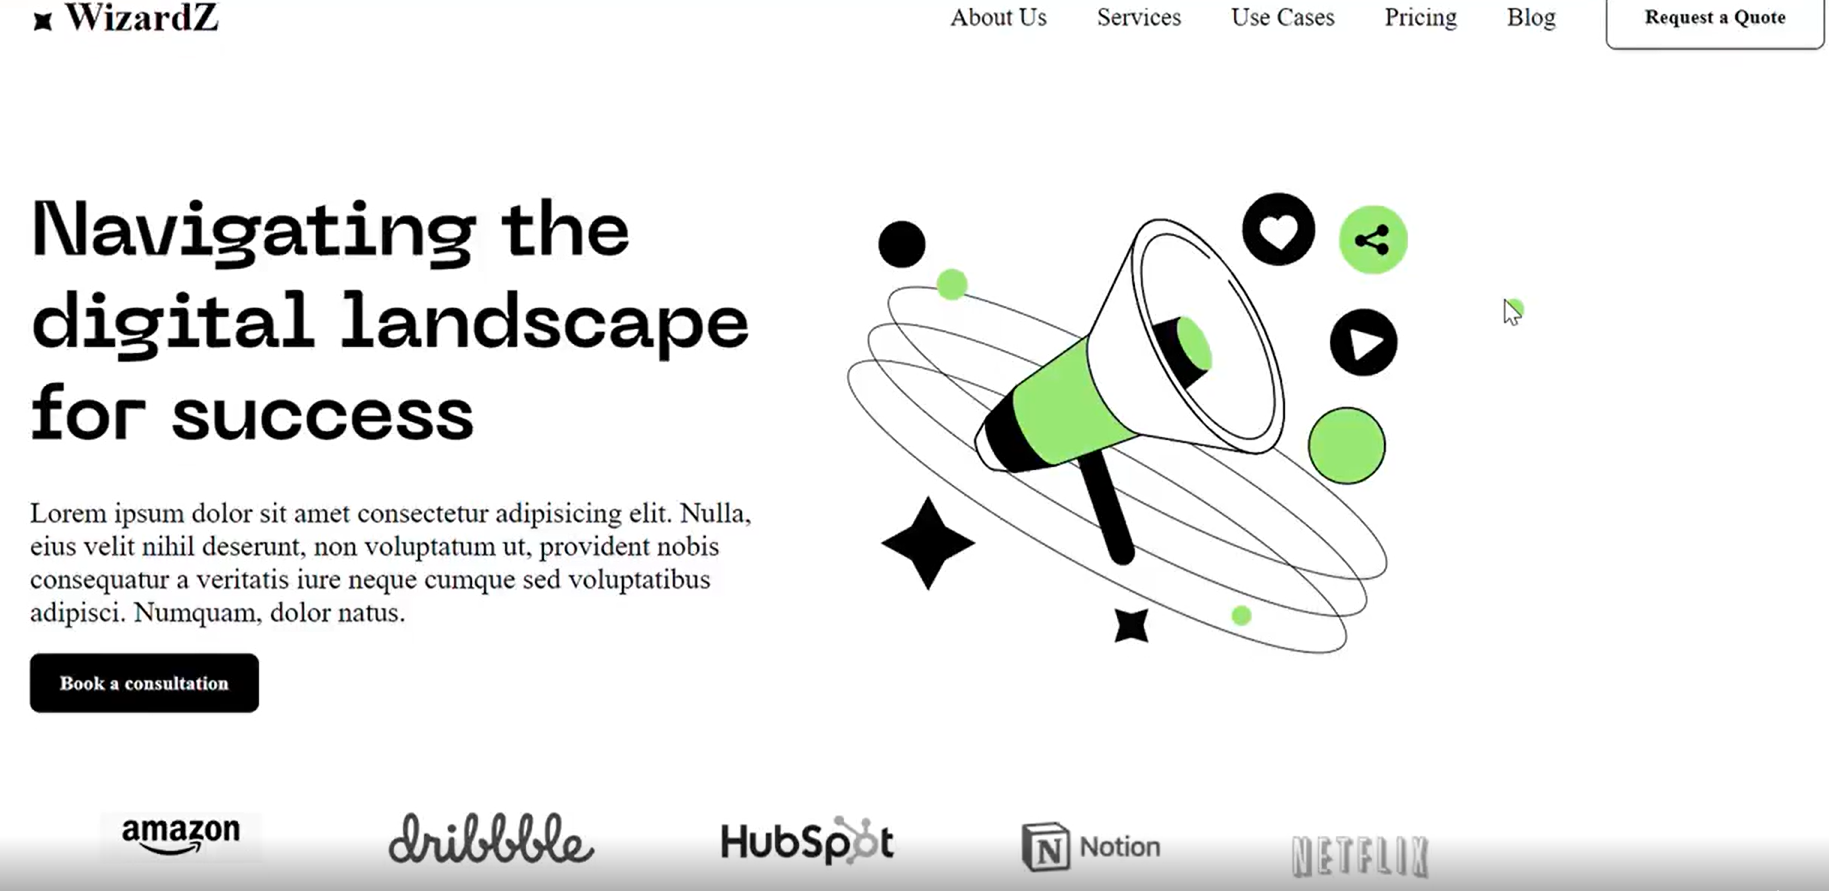 WizardZ
About Us
Services
Use Cases
Pricing
Blog
Request a Quote
Navigating the
digital landscape
for success
Lorem ipsum dolor sit amet consectetur adipisicing elit. Nulla,
eius velit nihil deserunt, non voluptatum ut, provident nobis
consequatur a veritatis iure neque cumque sed voluptatibus
adipisci. Numquam, dolor natus.
Book a consultation
amazon
dribbble
HubSpot
Notion
NETFLIX